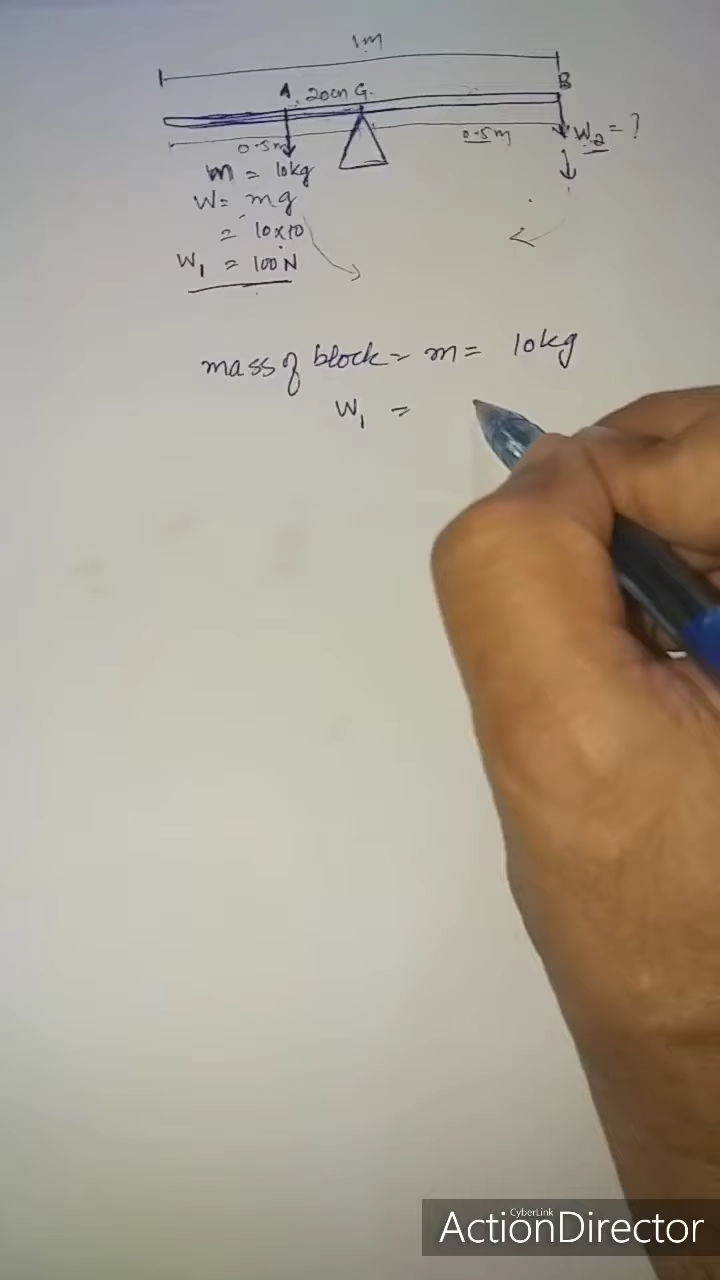 1m
A 20cm G. B
0.5m 0.5m W2 = ?
m = 10kg
W = mg
= 10x10
W1 = 100N
mass of block = m = 10kg
W1 =
CyberLink
ActionDirector